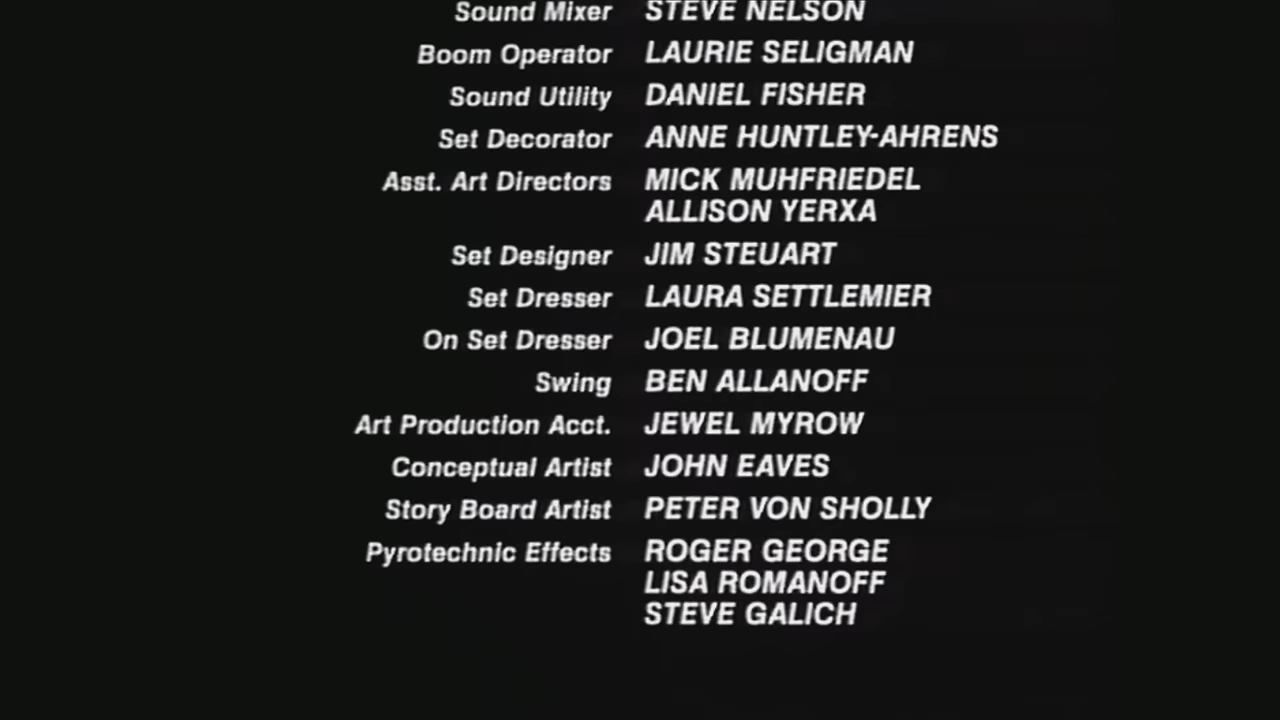 Sound Mixer STEVE NELSON
Boom Operator LAURIE SELIGMAN
Sound Utility DANIEL FISHER
Set Decorator ANNE HUNTLEY-AHRENS
Asst. Art Directors MICK MUHFRIEDEL
ALLISON YERXA
Set Designer JIM STEUART
Set Dresser LAURA SETTLEMIER
On Set Dresser JOEL BLUMENAU
Swing BEN ALLANOFF
Art Production Acct. JEWEL MYROW
Conceptual Artist JOHN EAVES
Story Board Artist PETER VON SHOLLY
Pyrotechnic Effects ROGER GEORGE
LISA ROMANOFF
STEVE GALICH